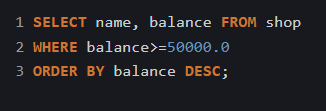 1 SELECT name, balance FROM shop
2 WHERE balance>=50000.0
3 ORDER BY balance DESC;